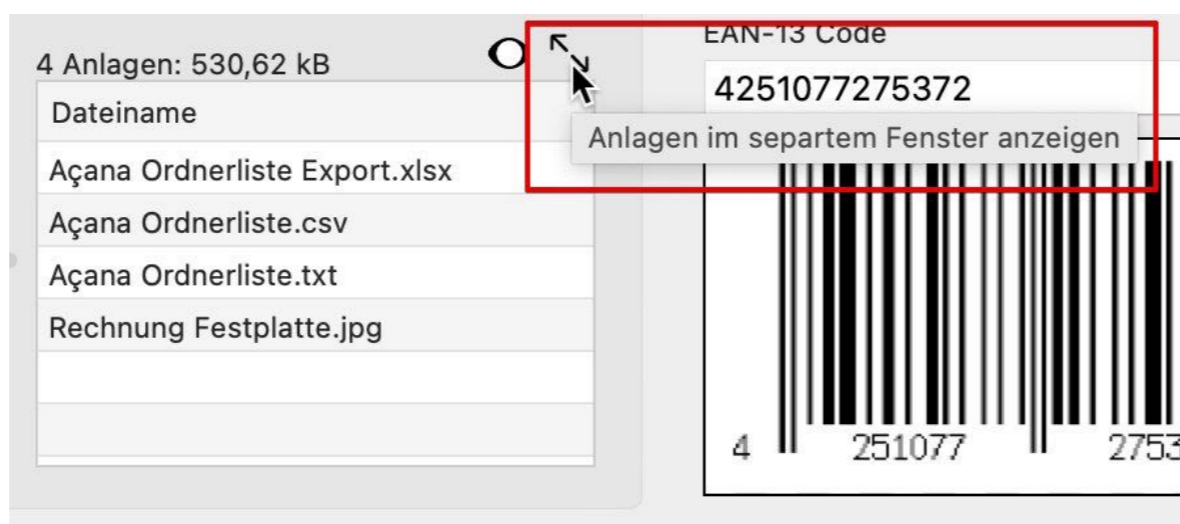 4 Anlagen: 530,62 kB
Dateiname
Açana Ordnerliste Export.xlsx
Açana Ordnerliste.csv
Açana Ordnerliste.txt
Rechnung Festplatte.jpg
EAN-13 Code
4251077275372
Anlagen im separtem Fenster anzeigen
4 251077 2753